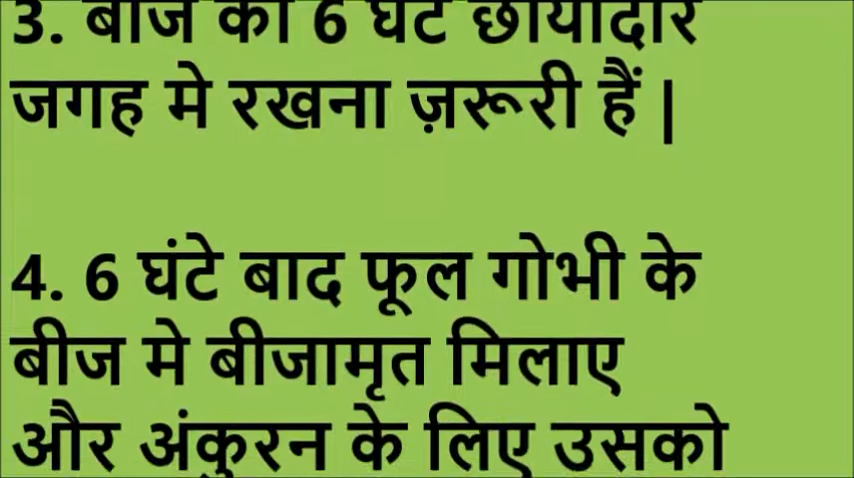 3. बीज को 6 घंटे छायादार
जगह मे रखना ज़रूरी हैं |
4. 6 घंटे बाद फूल गोभी के
बीज मे बीजामृत मिलाए
और अंकुरन के लिए उसको